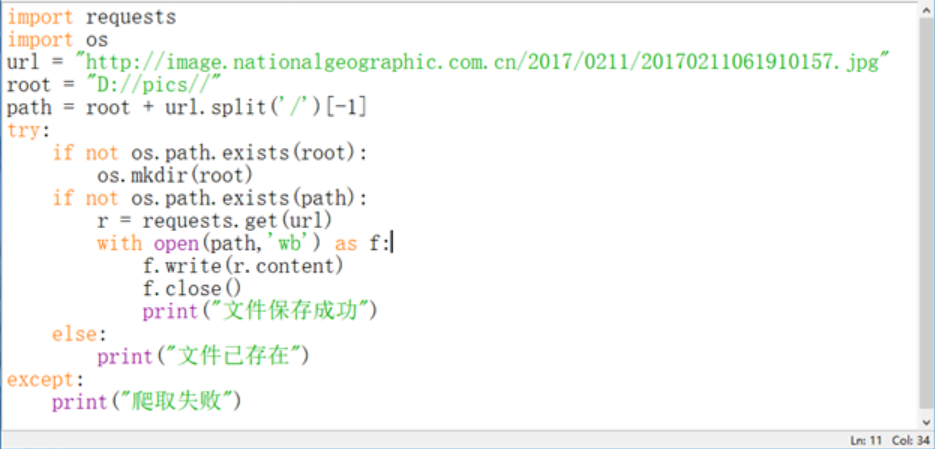 import requests
import os
url = "http://image.nationalgeographic.com.cn/2017/0211/20170211061910157.jpg"
root = "D://pics//"
path = root + url.split('/')[-1]
try:
    if not os.path.exists(root):
        os.mkdir(root)
    if not os.path.exists(path):
        r = requests.get(url)
        with open(path,'wb') as f:
            f.write(r.content)
            f.close()
            print("文件保存成功")
    else:
        print("文件已存在")
except:
    print("爬取失败")
Ln: 11 Col: 34